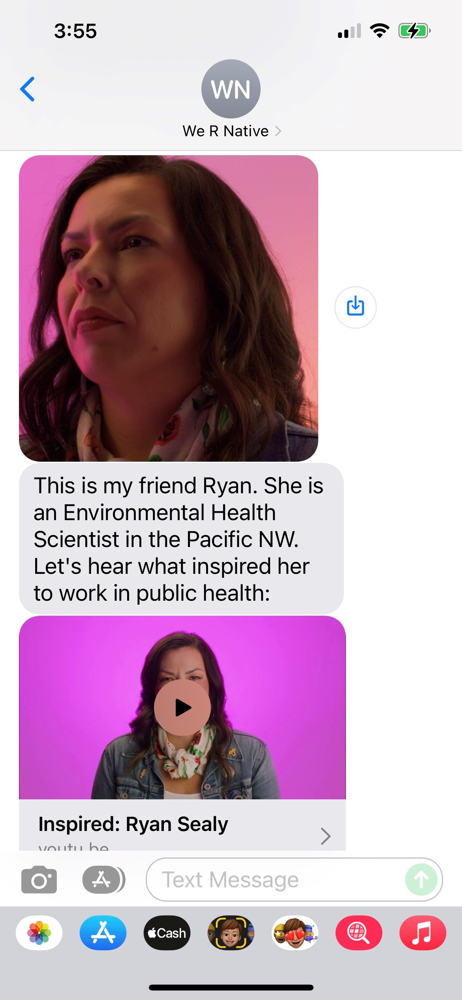 3:55
WN
We R Native
This is my friend Ryan. She is
an Environmental Health
Scientist in the Pacific NW.
Let's hear what inspired her
to work in public health:
Inspired: Ryan Sealy
youtu.be
Text Message
Cash